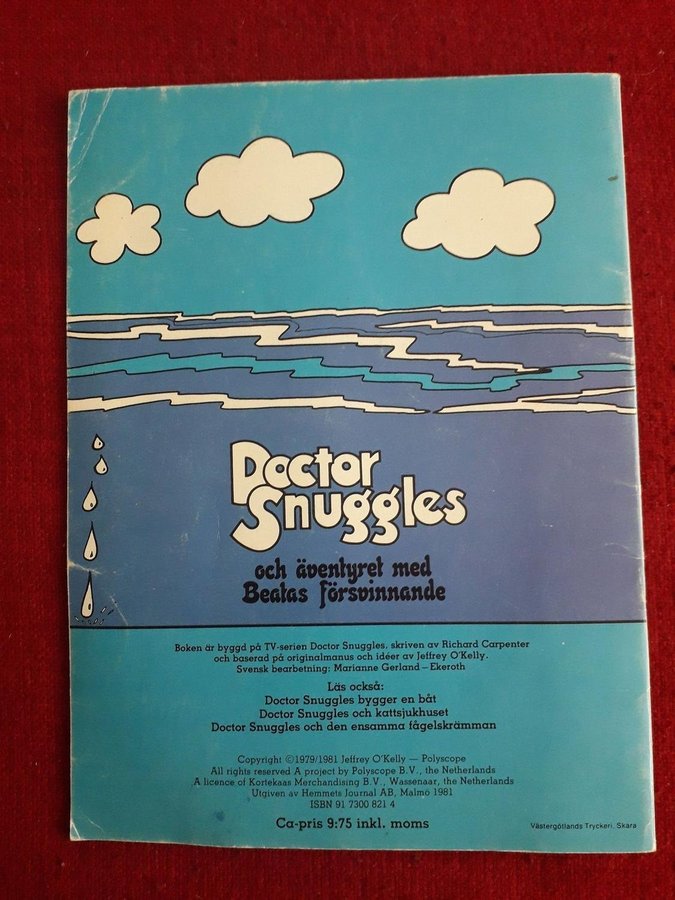 Doctor
Snuggles
och äventyret med
Beatas försvinnande
Boken är byggd på TV-serien Doctor Snuggles, skriven av Richard Carpenter
och baserad på originalmanus och idéer av Jeffrey O'Kelly.
Svensk bearbetning: Marianne Gerland – Ekeroth
Läs också:
Doctor Snuggles bygger en båt
Doctor Snuggles och kattsjukhuset
Doctor Snuggles och den ensamma fågelskrämman
Copyright ©1979/1981 Jeffrey O'Kelly — Polyscope
All rights reserved A project by Polyscope B.V., the Netherlands
A licence of Kortekaas Merchandising B.V., Wassenaar, the Netherlands
Utgiven av Hemmets Journal AB, Malmö 1981
ISBN 91 7300 821 4
Ca-pris 9:75 inkl. moms
Västergötlands Tryckeri, Skara